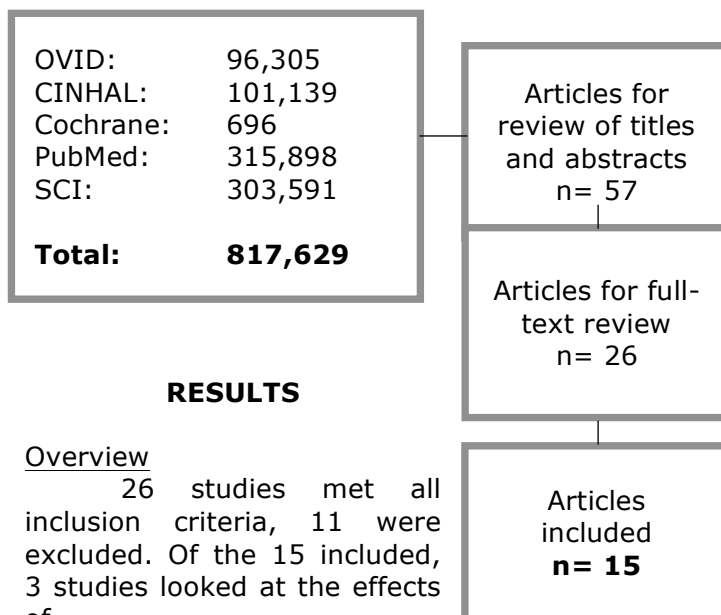 OVID: 96,305
CINHAL: 101,139
Cochrane: 696
PubMed: 315,898
SCI: 303,591
Total: 817,629
Articles for
review of titles
and abstracts
n= 57
Articles for full-
text review
n= 26
Articles
included
n= 15
RESULTS
Overview
26 studies met all
inclusion criteria, 11 were
excluded. Of the 15 included,
3 studies looked at the effects
of